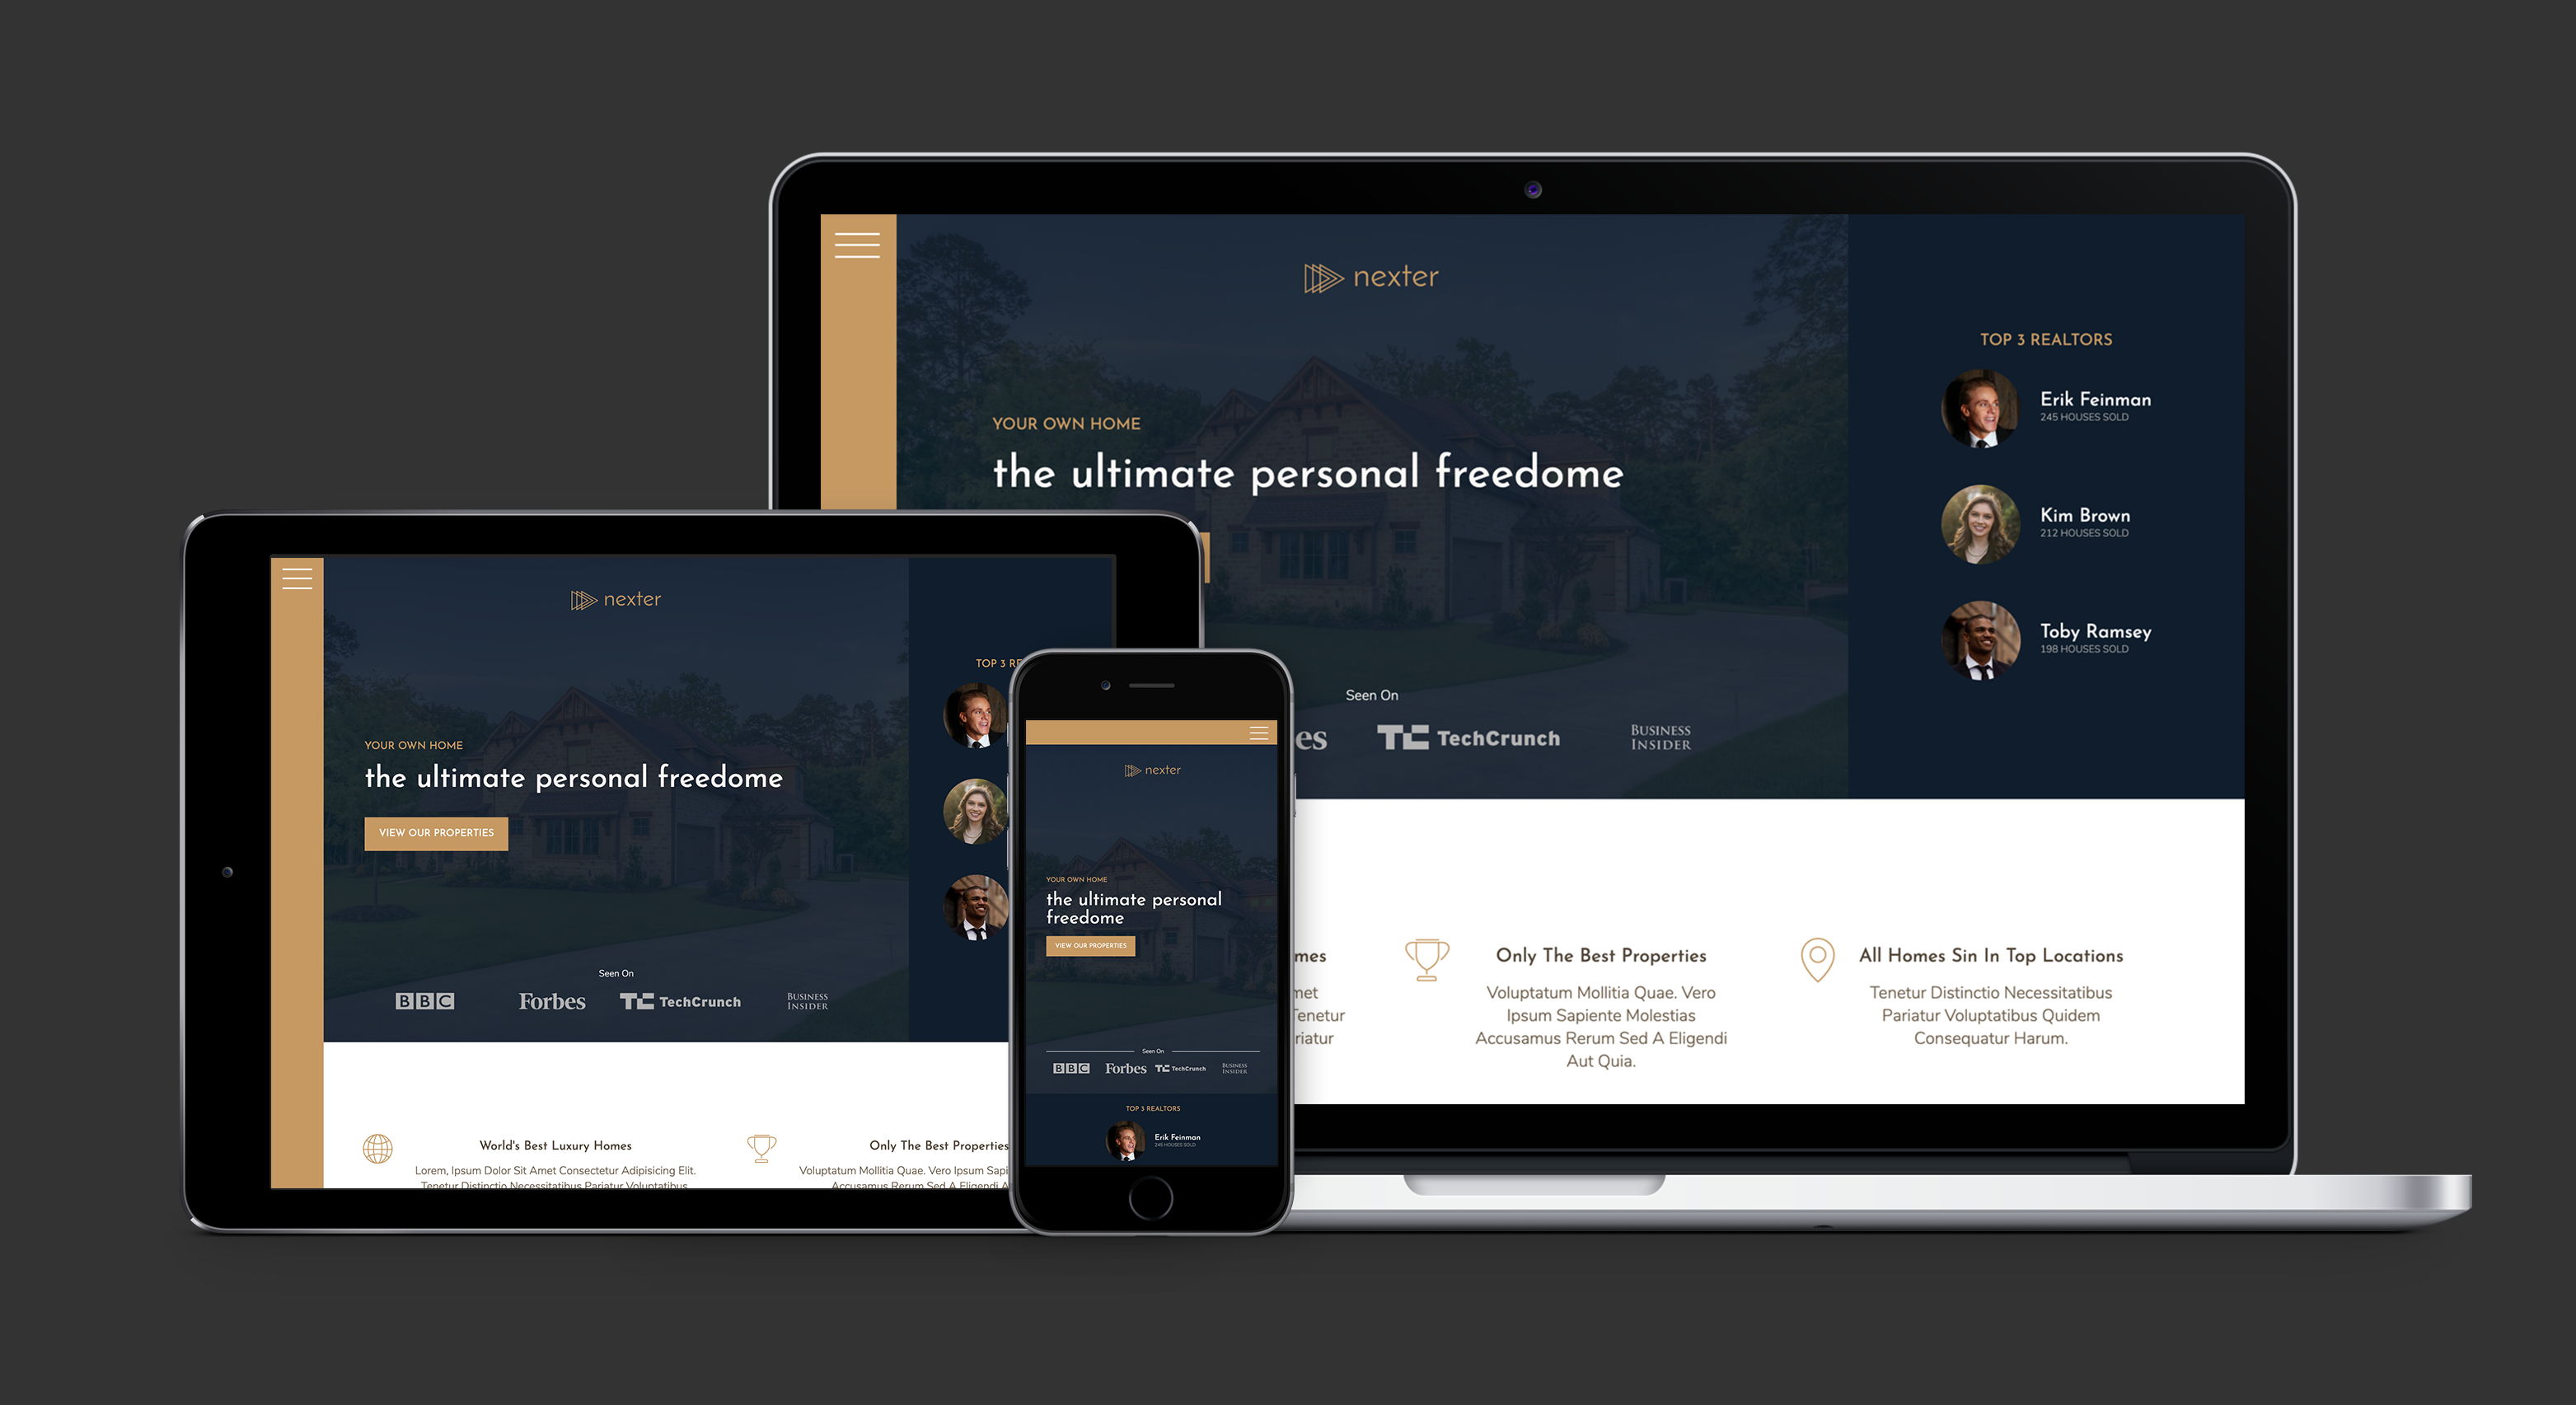 nexter
YOUR OWN HOME
the ultimate personal freedome
TOP 3 REALTORS
Erik Feinman
245 HOUSES SOLD
Kim Brown
212 HOUSES SOLD
Toby Ramsey
198 HOUSES SOLD
Seen On
es TechCrunch BUSINESS
INSIDER
mes
met
Tenetur
riatur
Only The Best Properties
Voluptatum Mollitia Quae. Vero
Ipsum Sapiente Molestias
Accusamus Rerum Sed A Eligendi
Aut Quia.
All Homes Sin In Top Locations
Tenetur Distinctio Necessitatibus
Pariatur Voluptatibus Quidem
Consequatur Harum.
nexter
YOUR OWN HOME
the ultimate personal freedome
VIEW OUR PROPERTIES
TOP 3 RE
Seen On
BBC Forbes TechCrunch BUSINESS
INSIDER
World's Best Luxury Homes
Lorem, Ipsum Dolor Sit Amet Consectetur Adipisicing Elit.
Tenetur Distinctio Necessitatibus Pariatur Voluptatibus
Only The Best Properties
Voluptatum Mollitia Quae. Vero Ipsum Sapi
Accusamus Rerum Sed A Eligendi A
nexter
YOUR OWN HOME
the ultimate personal
freedome
VIEW OUR PROPERTIES
Seen On
BBC Forbes TechCrunch BUSINESS
INSIDER
TOP 3 REALTORS
Erik Feinman
245 HOUSES SOLD